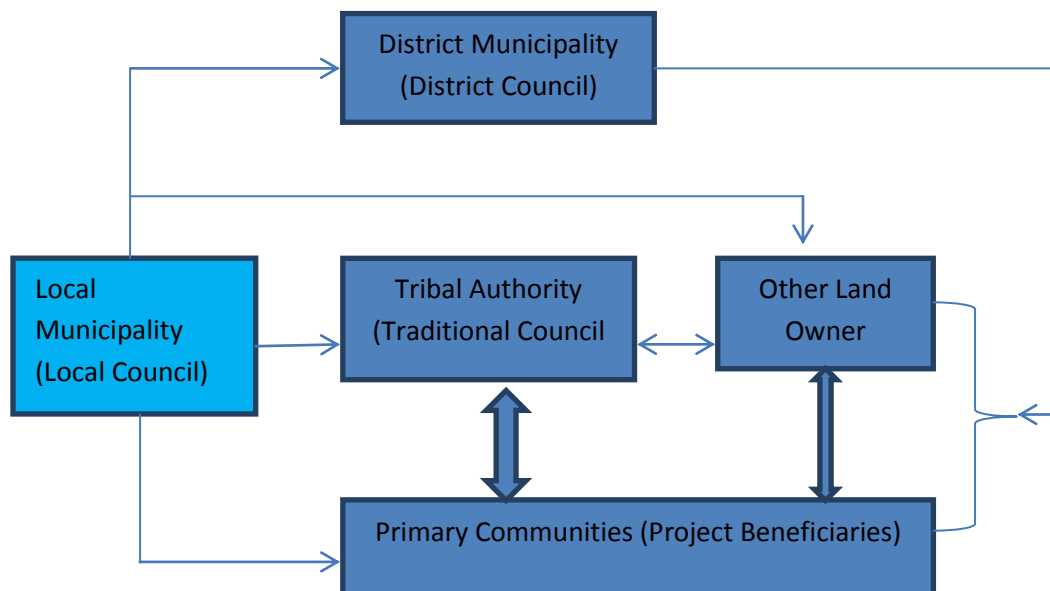 District Municipality
(District Council)
Local
Municipality
(Local Council)
Tribal Authority
(Traditional Council
Other Land
Owner
Primary Communities (Project Beneficiaries)